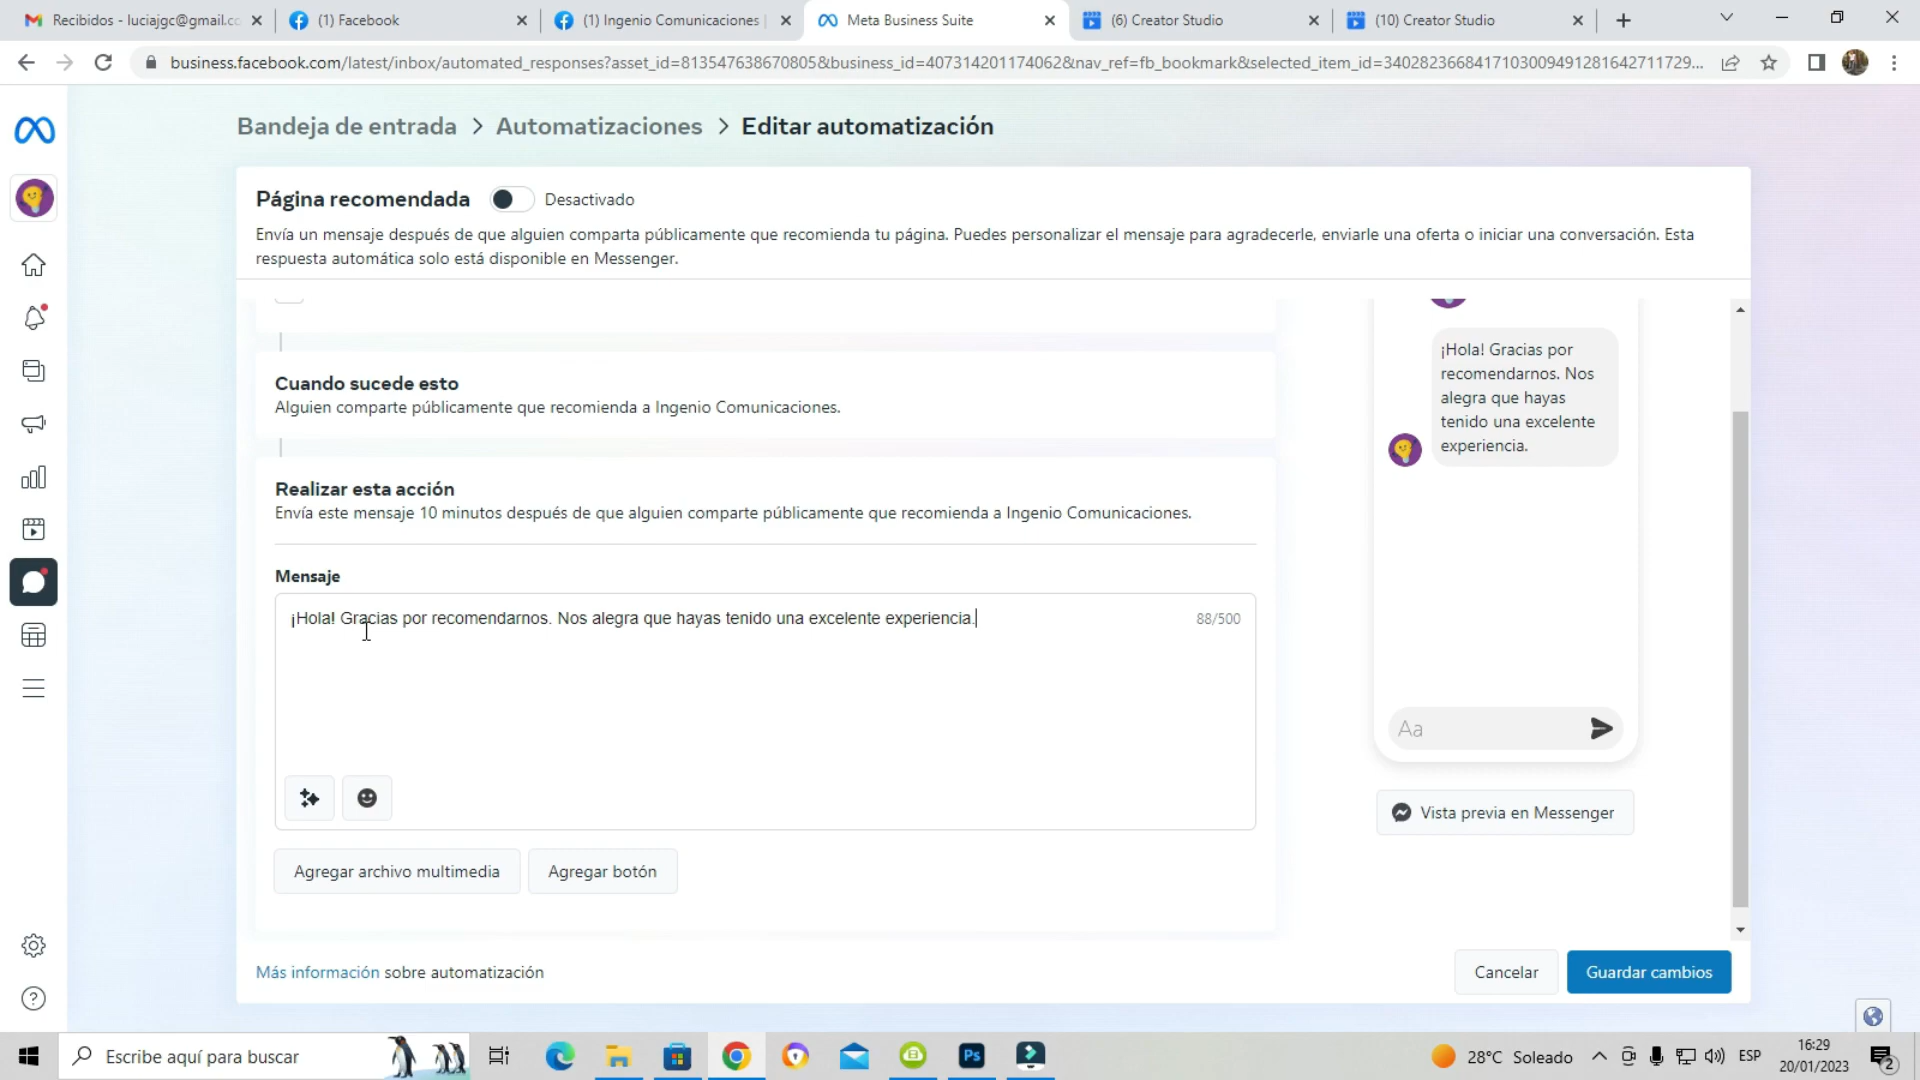 Recibidos - luciajgc@gmail.co
(1) Facebook
(1) Ingenio Comunicaciones |
Meta Business Suite
(6) Creator Studio
(10) Creator Studio
business.facebook.com/latest/inbox/automated_responses?asset_id=813547638670805&business_id=407314201174062&nav_ref=fb_bookmark&selected_item_id=340282366841710300949128164271172​9...
Bandeja de entrada > Automatizaciones > Editar automatización
Página recomendada
Desactivado
Envía un mensaje después de que alguien comparta públicamente que recomienda tu página. Puedes personalizar el mensaje para agradecerle, enviarle una oferta o iniciar una conversación. Esta
respuesta automática solo está disponible en Messenger.
Cuando sucede esto
Alguien comparte públicamente que recomienda a Ingenio Comunicaciones.
Realizar esta acción
Envía este mensaje 10 minutos después de que alguien comparte públicamente que recomienda a Ingenio Comunicaciones.
Mensaje
¡Hola! Gracias por recomendarnos. Nos alegra que hayas tenido una excelente experiencia.
88/500
Agregar archivo multimedia
Agregar botón
¡Hola! Gracias por
recomendarnos. Nos
alegra que hayas
tenido una excelente
experiencia.
Aa
Vista previa en Messenger
Más información sobre automatización
Cancelar
Guardar cambios
Escribe aquí para buscar
Ps
28°C Soleado
ESP
16:29
20/01/2023
2